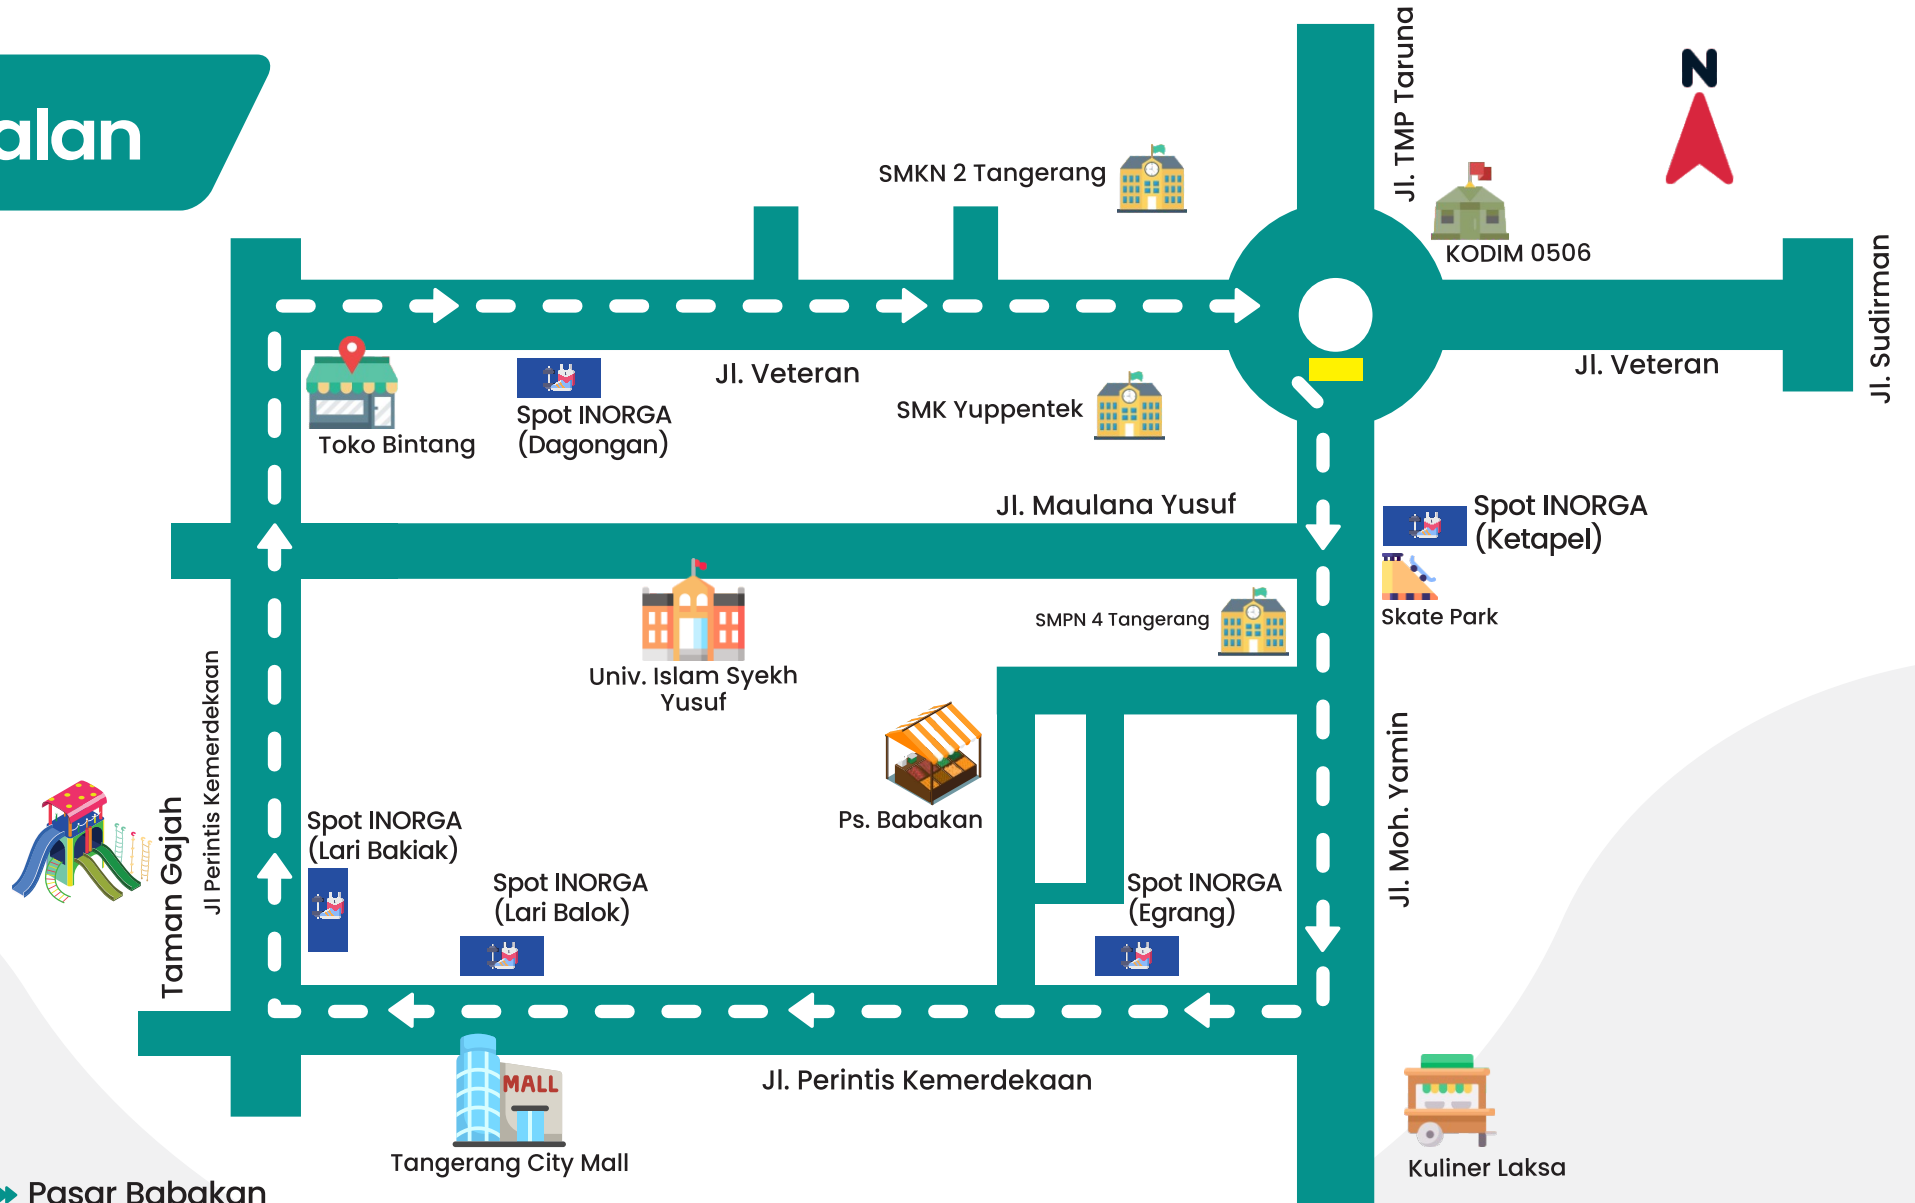 alan
Jl. TMP Taruna
N
SMKN 2 Tangerang
KODIM 0506
Jl. Sudirman
Jl. Veteran
Jl. Veteran
Toko Bintang
Spot INORGA
(Dagongan)
SMK Yuppentek
Jl. Maulana Yusuf
Spot INORGA
(Ketapel)
Skate Park
SMPN 4 Tangerang
Univ. Islam Syekh
Yusuf
Jl Perintis Kemerdekaan
Taman Gajah
Ps. Babakan
Jl. Moh. Yamin
Spot INORGA
(Lari Bakiak)
Spot INORGA
(Lari Balok)
Spot INORGA
(Egrang)
Jl. Perintis Kemerdekaan
MALL
Tangerang City Mall
Kuliner Laksa
Pasar Babakan